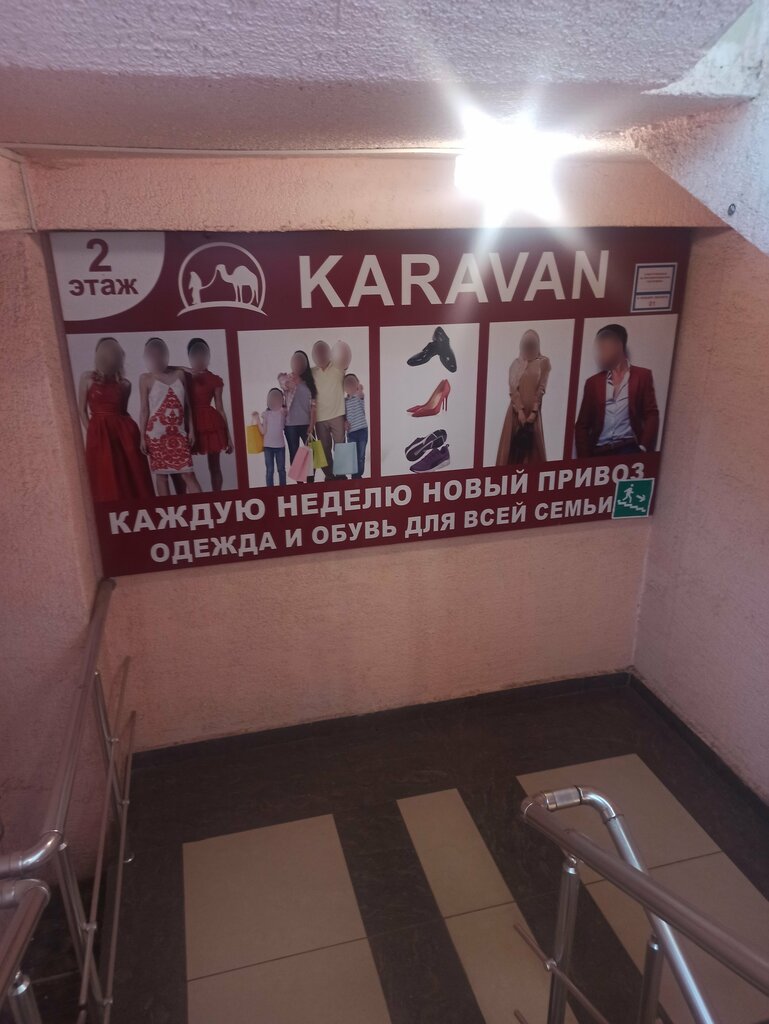 2
этаж
KARAVAN
КАЖДУЮ НЕДЕЛЮ НОВЫЙ ПРИВОЗ
ОДЕЖДА И ОБУВЬ ДЛЯ ВСЕЙ СЕМЬИ